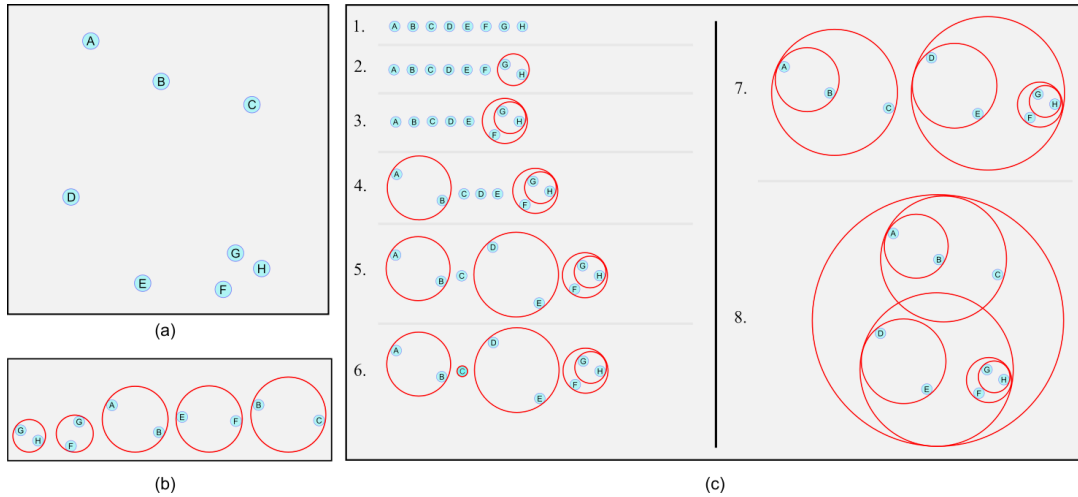 A
B
C
D
G
H
E
F
(a)
G H G F A B E F B C
(b)
1. A B C D E F G H
2. A B C D E F G H
3. A B C D E F G H
4. A B C D E F G H
5. A B C D E F G H
6. A B C D E F G H
7. A B C D E F G H
8. A B C D E F G H
(c)